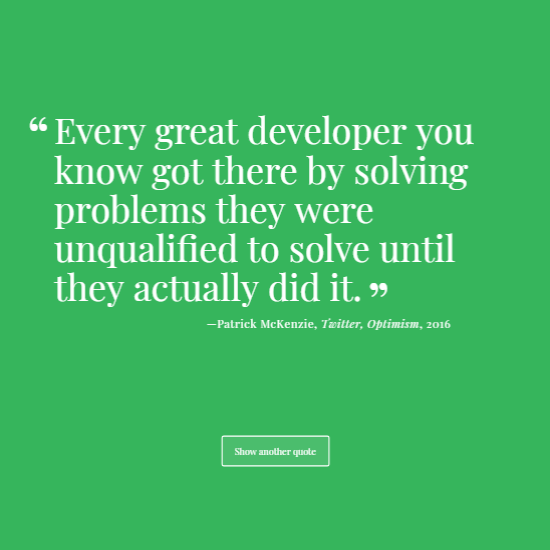 “ Every great developer you
know got there by solving
problems they were
unqualified to solve until
they actually did it. ”
—Patrick McKenzie, Twitter, Optimism, 2016
Show another quote